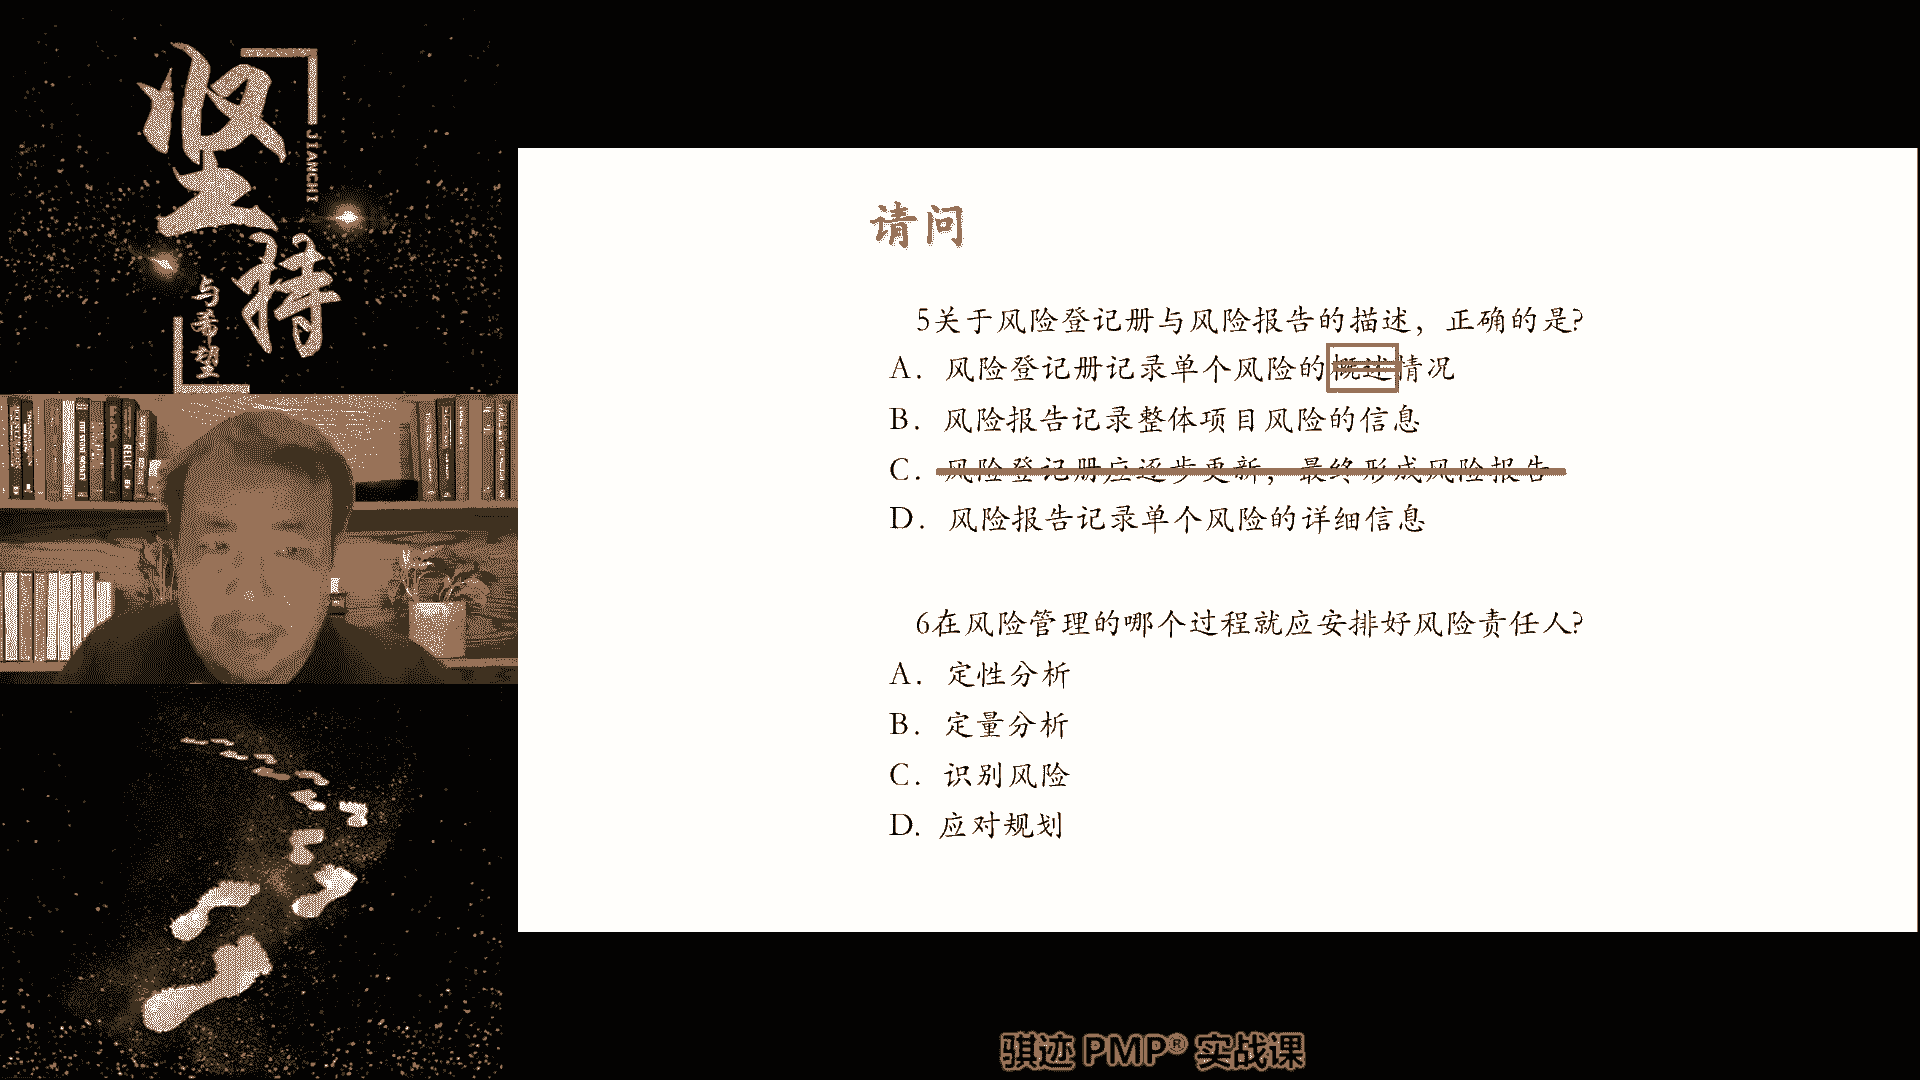 坚持
JIANCHI
与希望
请问
5关于风险登记册与风险报告的描述，正确的是?
A. 风险登记册记录单个风险的概述情况
B. 风险报告记录整体项目风险的信息
C. 风险登记册应逐步更新，最终形成风险报告
D. 风险报告记录单个风险的详细信息
6在风险管理的哪个过程就应安排好风险责任人?
A. 定性分析
B. 定量分析
C. 识别风险
D. 应对规划
RELIC
骐迹 PMP® 实战课